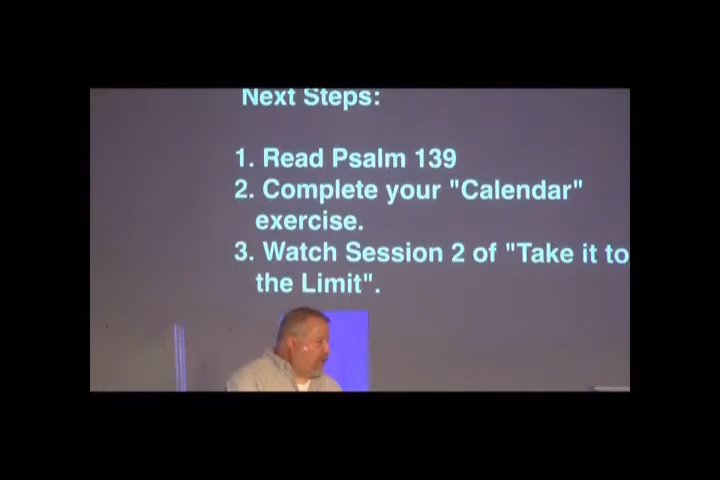 Next Steps:
1. Read Psalm 139
2. Complete your "Calendar"
exercise.
3. Watch Session 2 of "Take it to
the Limit".